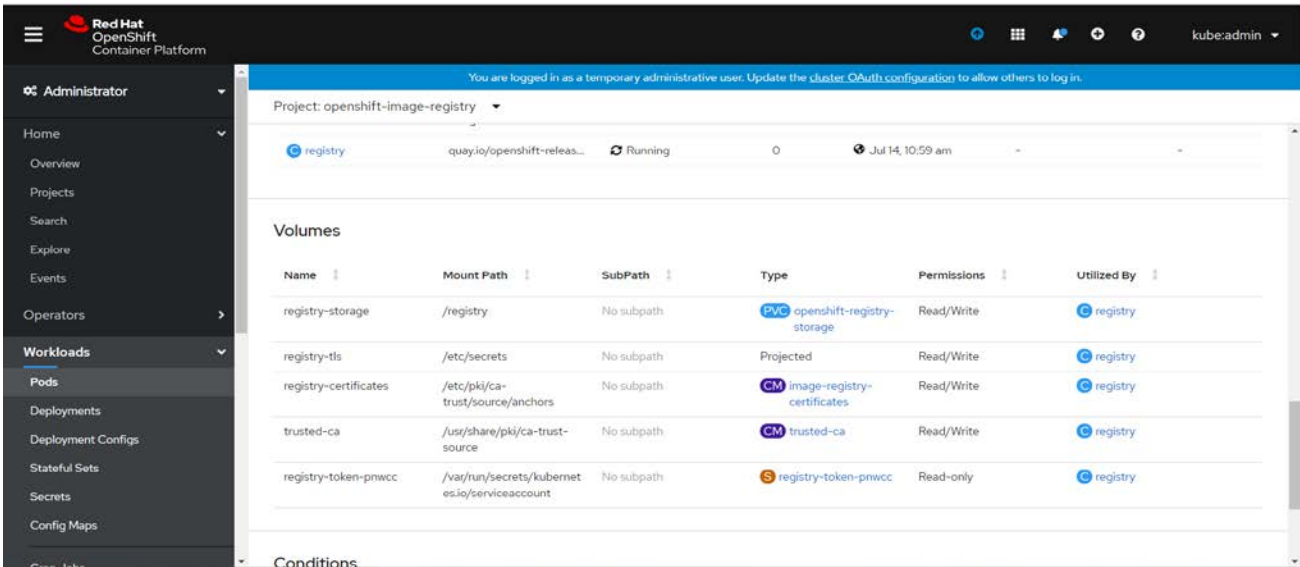 Red Hat
OpenShift
Container Platform
kube:admin
You are logged in as a temporary administrative user. Update the cluster OAuth configuration to allow others to log in.
Administrator
Project: openshift-image-registry
Home
Overview
Projects
Search
Explore
Events
Operators
Workloads
Pods
Deployments
Deployment Configs
Stateful Sets
Secrets
Config Maps
C registry quay.io/openshift-releas... Running 0 Jul 14, 10:59 am - -
Volumes
Name Mount Path SubPath Type Permissions Utilized By
registry-storage /registry No subpath PVC openshift-registry- Read/Write C registry
storage
registry-tls /etc/secrets No subpath Projected Read/Write C registry
registry-certificates /etc/pki/ca- No subpath CM image-registry- Read/Write C registry
trust/source/anchors certificates
trusted-ca /usr/share/pki/ca-trust- No subpath CM trusted-ca Read/Write C registry
source
registry-token-pnwcc /var/run/secrets/kubernet No subpath S registry-token-pnwcc Read-only C registry
es.io/serviceaccount
Conditions